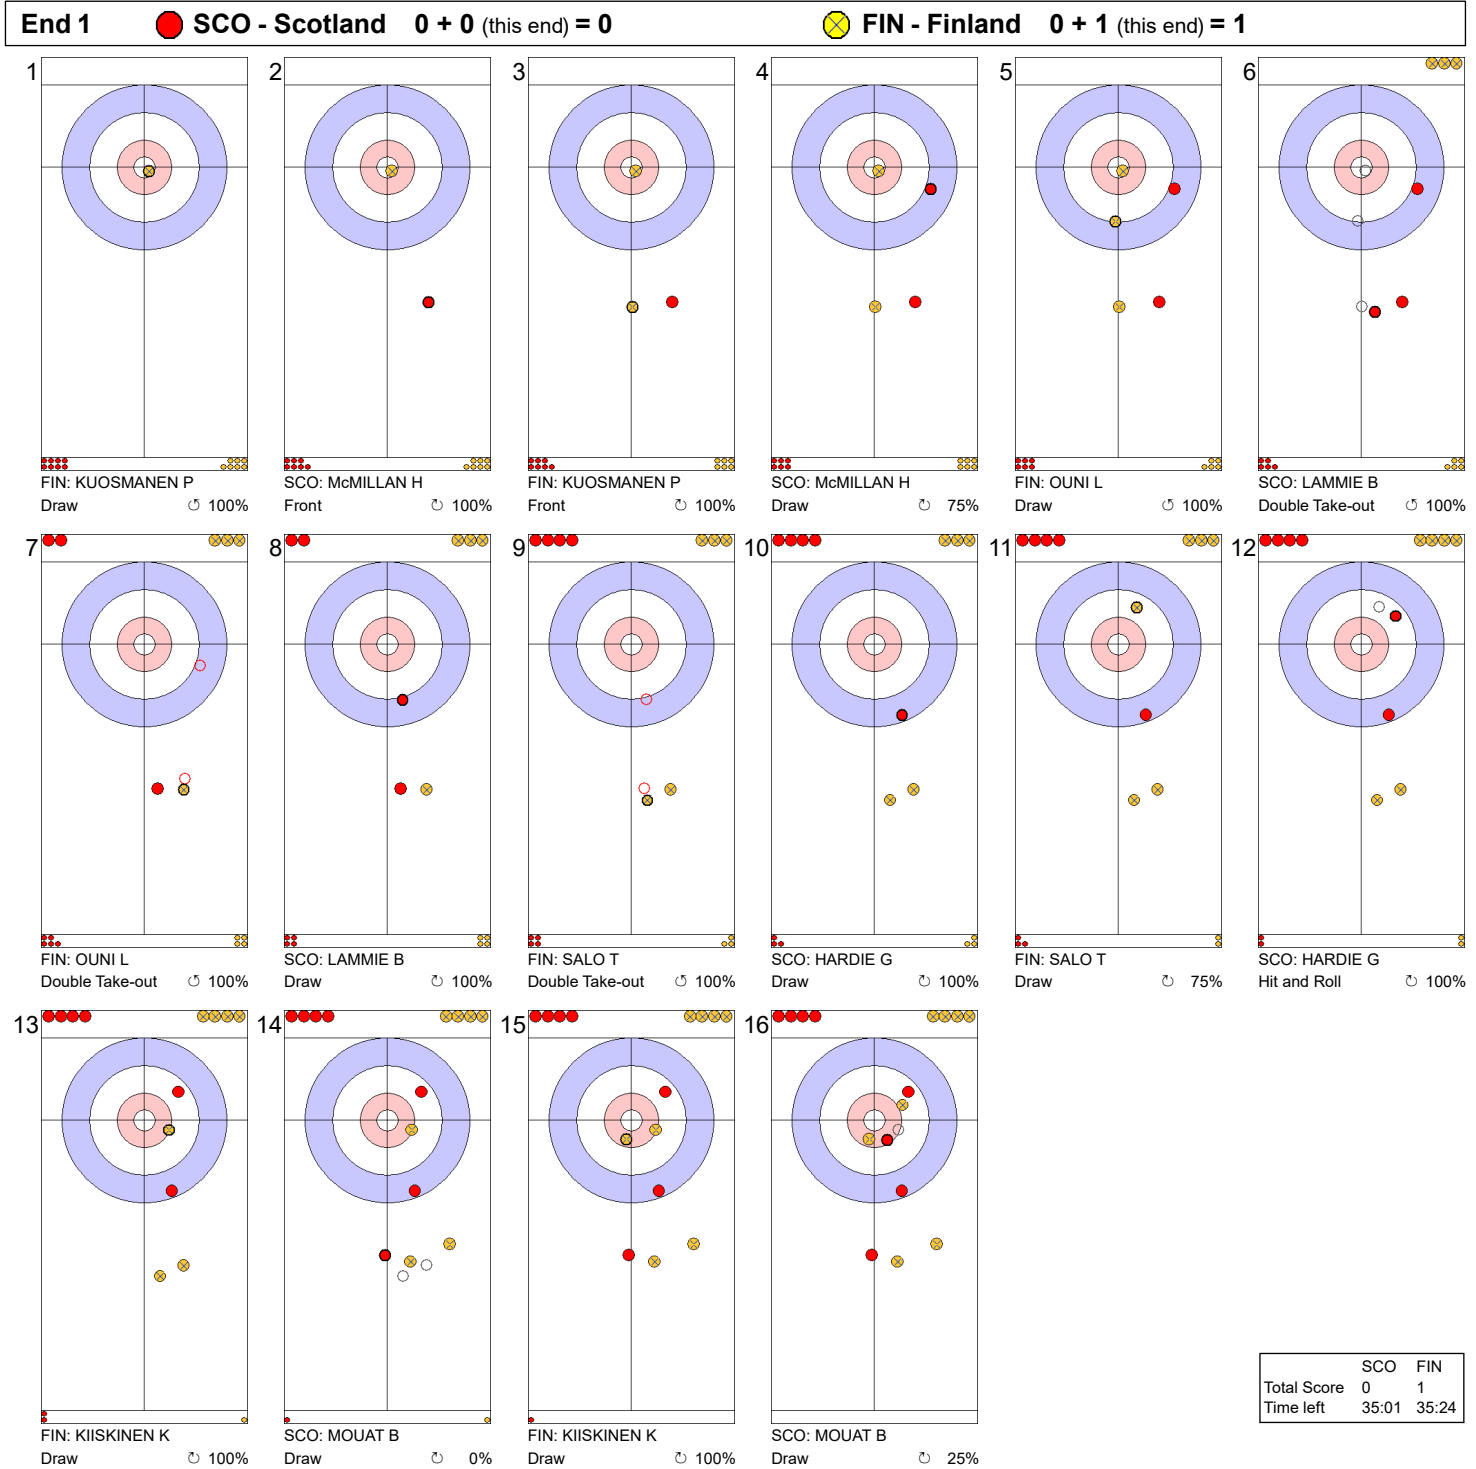 End 1 SCO - Scotland 0 + 0 (this end) = 0 FIN - Finland 0 + 1 (this end) = 1
1 2 3 4 5 6
FIN: KUOSMANEN P SCO: McMILLAN H FIN: KUOSMANEN P SCO: McMILLAN H FIN: OUNI L SCO: LAMMIE B
Draw ↺ 100% Front ↻ 100% Front ↻ 100% Draw ↻ 75% Draw ↻ 100% Double Take-out ↺ 100%
7 8 9 10 11 12
FIN: OUNI L SCO: LAMMIE B FIN: SALO T SCO: HARDIE G FIN: SALO T SCO: HARDIE G
Double Take-out ↺ 100% Draw ↻ 100% Double Take-out ↺ 100% Draw ↻ 100% Draw ↻ 75% Hit and Roll ↻ 100%
13 14 15 16
FIN: KIISKINEN K SCO: MOUAT B FIN: KIISKINEN K SCO: MOUAT B
Draw ↻ 100% Draw ↻ 0% Draw ↻ 100% Draw ↻ 25%
SCO FIN
Total Score 0 1
Time left 35:01 35:24